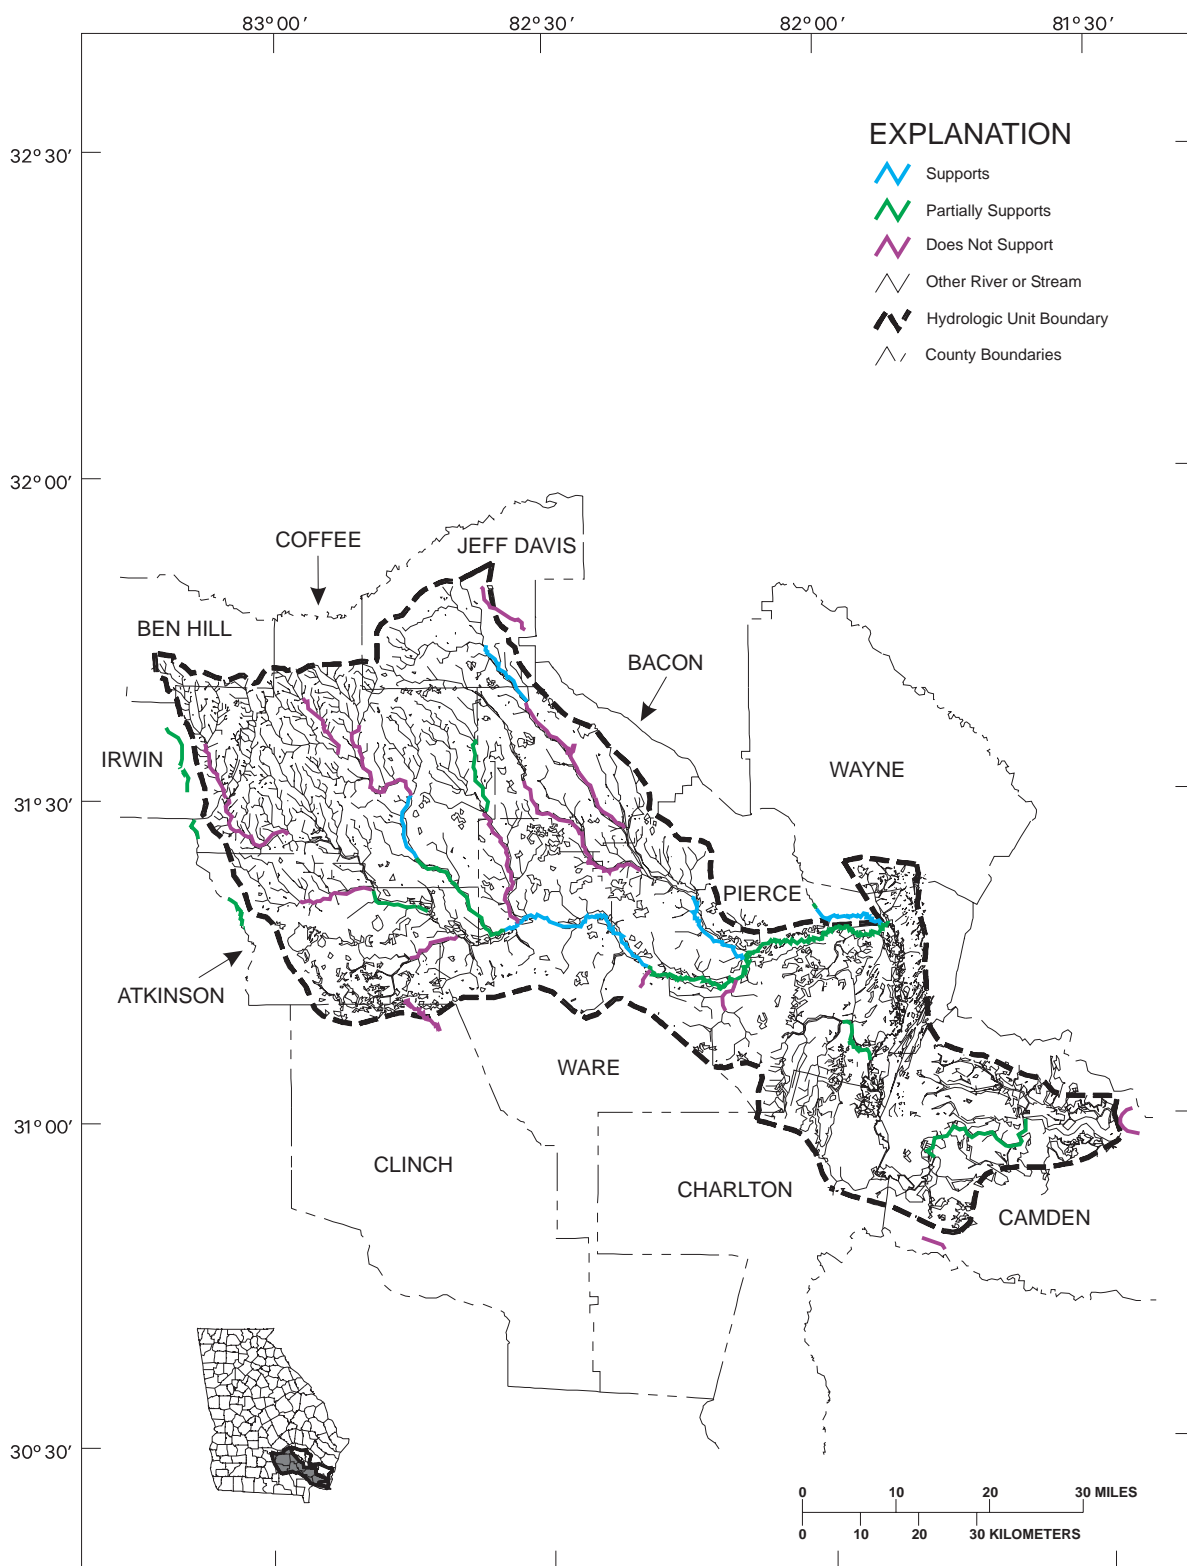 83° 00′ 82° 30′ 82° 00′ 81° 30′
EXPLANATION
32° 30′
Supports
Partially Supports
Does Not Support
Other River or Stream
Hydrologic Unit Boundary
County Boundaries
32° 00′
COFFEE
JEFF DAVIS
BEN HILL
BACON
IRWIN
WAYNE
31° 30′
PIERCE
ATKINSON
WARE
31° 00′
CLINCH
CHARLTON
CAMDEN
30° 30′
0 10 20 30 MILES
0 10 20 30 KILOMETERS